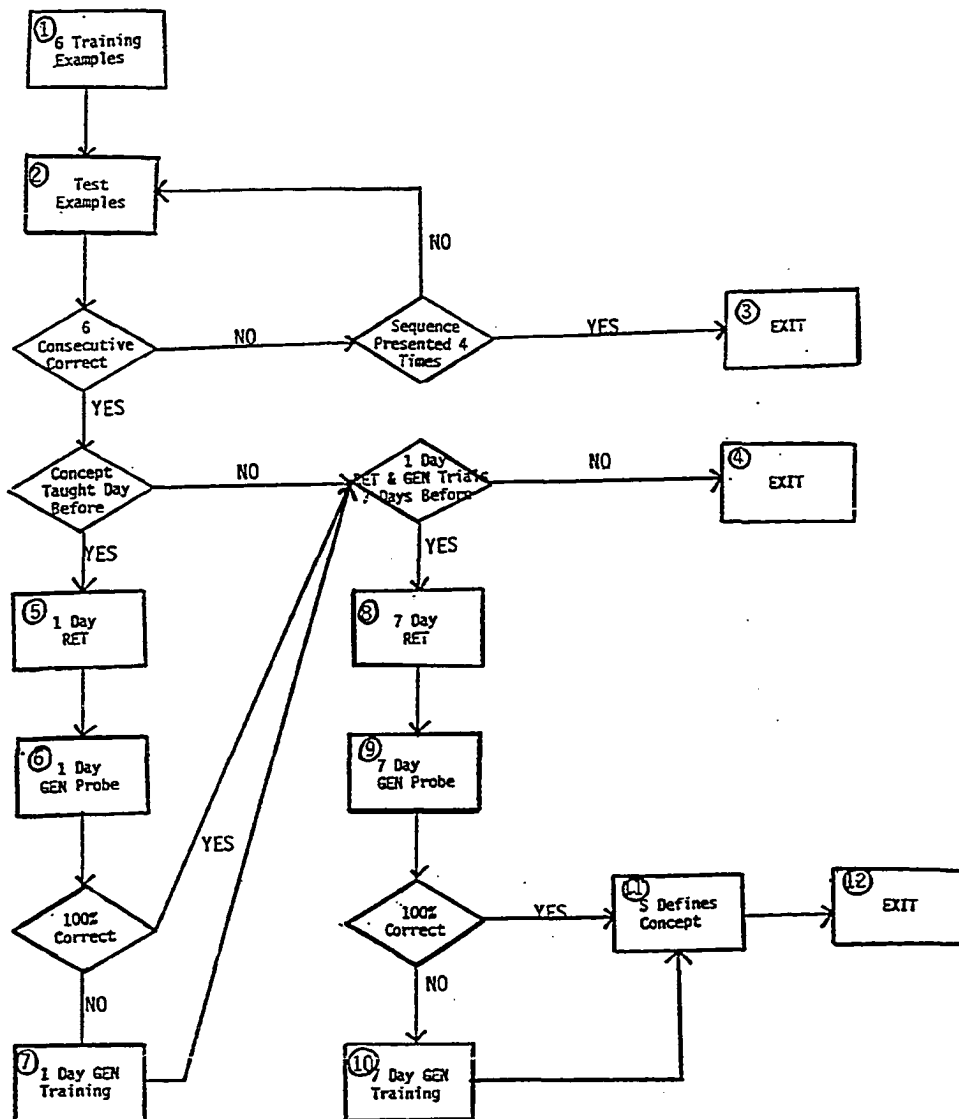 ① 6 Training
Examples
② Test
Examples
NO
6
Consecutive
Correct
NO
Sequence
Presented 4
Times
YES
③ EXIT
YES
Concept
Taught Day
Before
NO
1 Day
RET & GEN Trials
Days Before
NO
④ EXIT
YES
YES
⑤ 1 Day
RET
⑧ 7 Day
RET
⑥ 1 Day
GEN Probe
⑨ 7 Day
GEN Probe
YES
100%
Correct
100%
Correct
YES
⑪ S Defines
Concept
⑫ EXIT
NO
NO
⑦ 1 Day GEN
Training
⑩ 7 Day GEN
Training